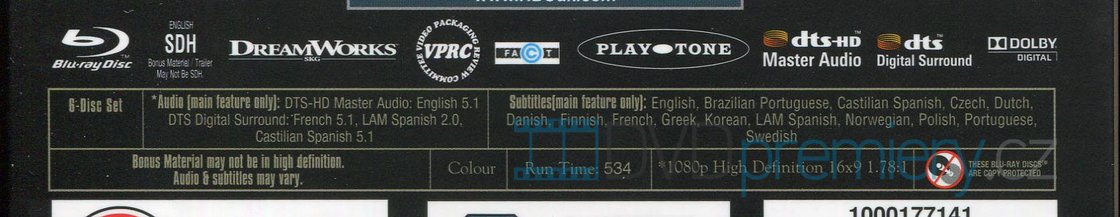 ENGLISH
SDH
Bonus Material / Trailer
May Not Be SDH.
Blu-ray Disc
DREAMWORKS
SKG
VIDEO PACKAGING REVIEW COMMITTEE
VPRC
FACT
PLAY TONE
dts-HD
Master Audio
dts
Digital Surround
DOLBY
DIGITAL
6-Disc Set
*Audio (main feature only): DTS-HD Master Audio: English 5.1
DTS Digital Surround: French 5.1, LAM Spanish 2.0,
Castilian Spanish 5.1
Subtitles(main feature only): English, Brazilian Portuguese, Castilian Spanish, Czech, Dutch,
Danish, Finnish, French, Greek, Korean, LAM Spanish, Norwegian, Polish, Portuguese,
Swedish
Bonus Material may not be in high definition.
Audio & subtitles may vary.
Colour
Run Time: 534
*1080p High Definition 16x9 1.78:1
THESE BLU-RAY DISCS™
ARE COPY PROTECTED
DVDpremiery.cz
1000177141